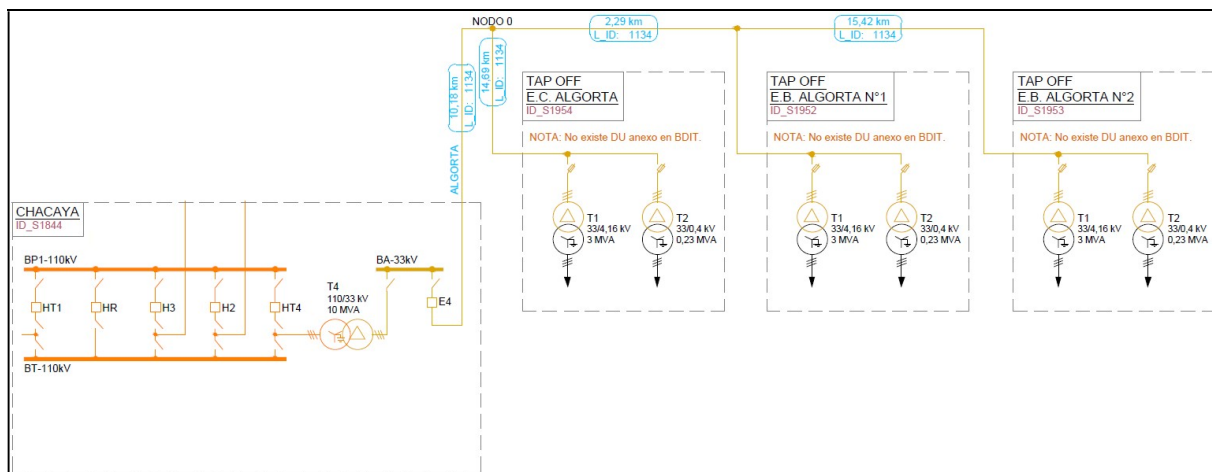 NODO 0
2,29 km
L_ID: 1134
15,42 km
L_ID: 1134
10,18 km
L_ID: 1134
14,69 km
L_ID: 1134
ALGORTA
TAP OFF
E.C. ALGORTA
ID_S1954
NOTA: No existe DU anexo en BDIT.
T1
33/4,16 kV
3 MVA
T2
33/0,4 kV
0,23 MVA
TAP OFF
E.B. ALGORTA N°1
ID_S1952
NOTA: No existe DU anexo en BDIT.
T1
33/4,16 kV
3 MVA
T2
33/0,4 kV
0,23 MVA
TAP OFF
E.B. ALGORTA N°2
ID_S1953
NOTA: No existe DU anexo en BDIT.
T1
33/4,16 kV
3 MVA
T2
33/0,4 kV
0,23 MVA
CHACAYA
ID_S1844
BP1-110kV
BA-33kV
HT1
HR
H3
H2
HT4
T4
110/33 kV
10 MVA
E4
BT-110kV